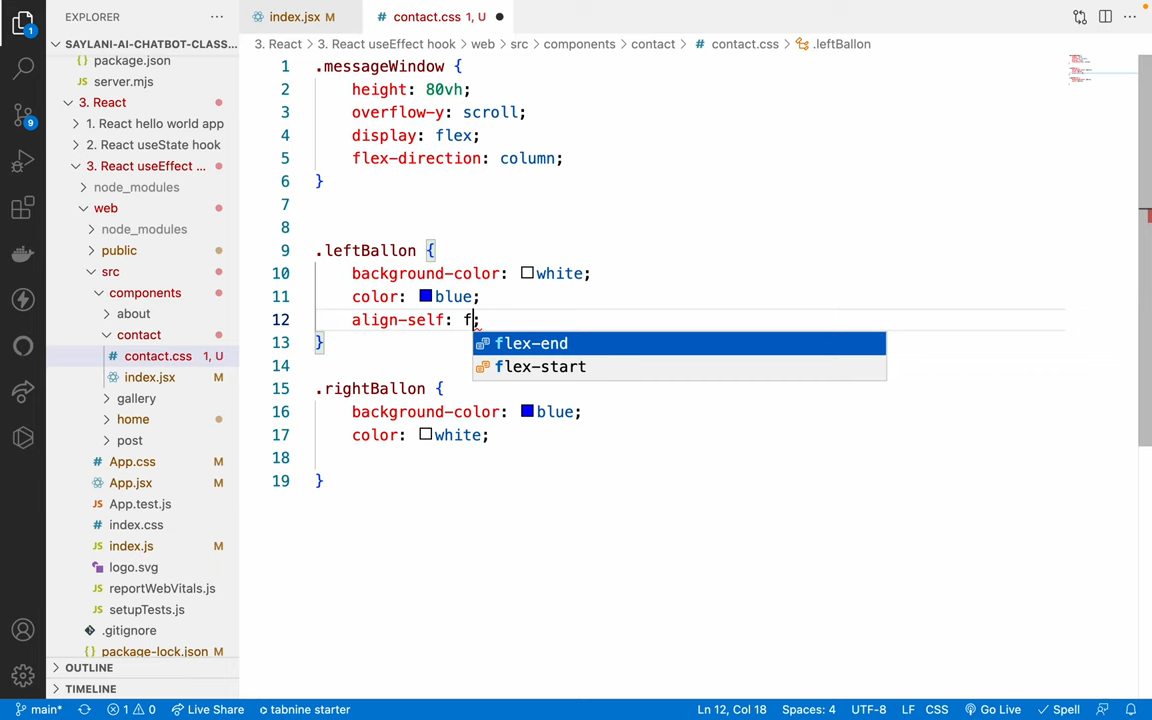 EXPLORER
SAYLANI-AI-CHATBOT-CLASS...
{} package.json
JS server.mjs
3. React
1. React hello world app
2. React useState hook
3. React useEffect ...
node_modules
web
node_modules
public
src
components
about
contact
# contact.css 1, U
index.jsx M
gallery
home
post
# App.css M
App.jsx M
JS App.test.js
# index.css
JS index.js M
logo.svg
JS reportWebVitals.js
JS setupTests.js
.gitignore
{} package-lock.json M
OUTLINE
TIMELINE
1
9
index.jsx M
# contact.css 1, U
3. React > 3. React useEffect hook > web > src > components > contact > # contact.css > .leftBallon
1 .messageWindow {
2 height: 80vh;
3 overflow-y: scroll;
4 display: flex;
5 flex-direction: column;
6 }
7
8
9 .leftBallon {
10 background-color: white;
11 color: blue;
12 align-self: f;
13 }
flex-end
flex-start
14
15 .rightBallon {
16 background-color: blue;
17 color: white;
18
19 }
main* 1 0 Live Share tabnine starter Ln 12, Col 18 Spaces: 4 UTF-8 LF CSS Go Live Spell